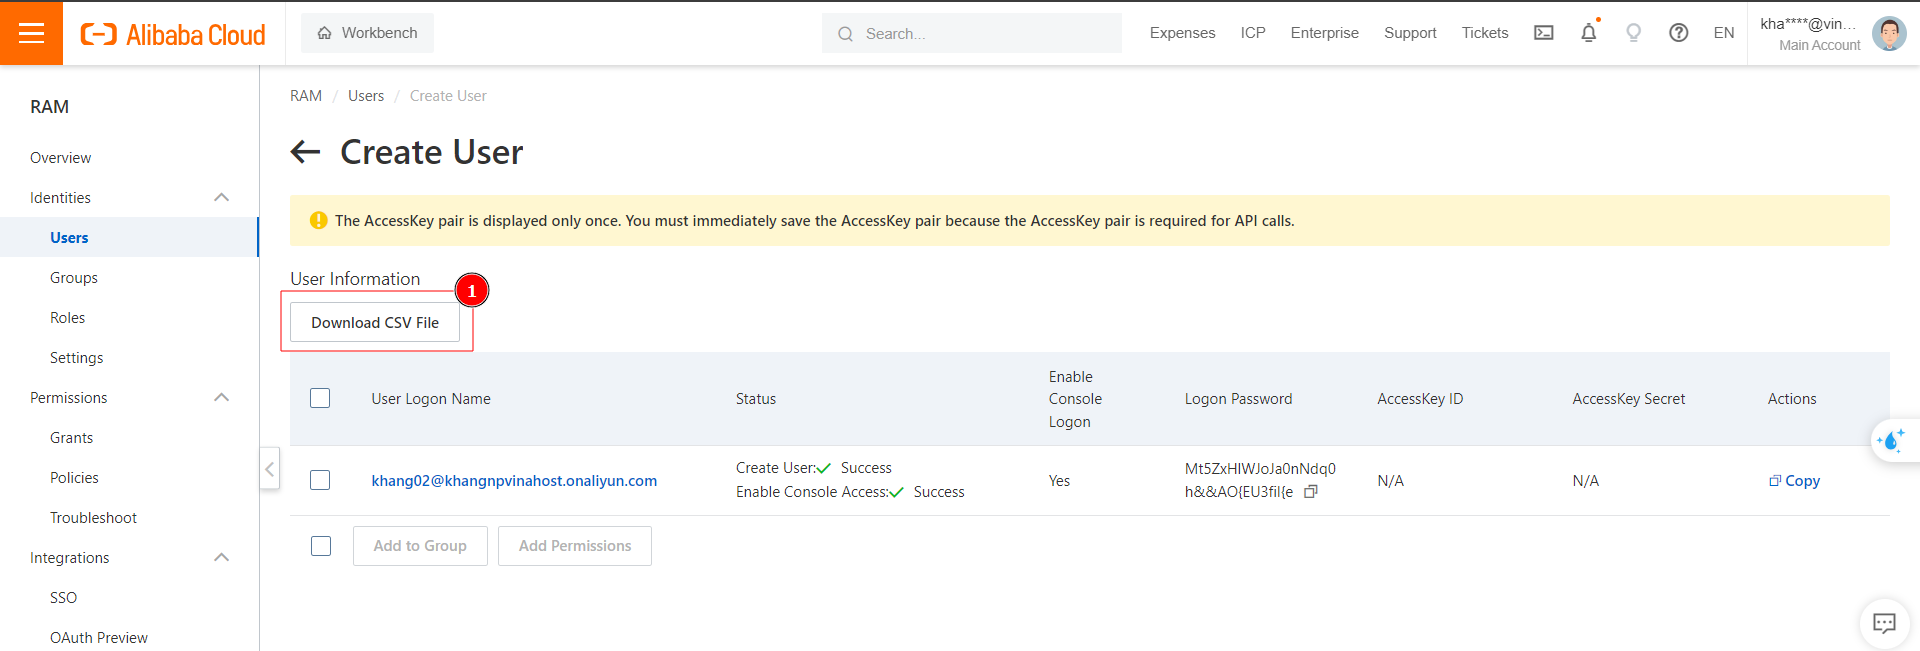 Alibaba Cloud
Workbench
Search...
Expenses
ICP
Enterprise
Support
Tickets
EN
kha****@vin...
Main Account
RAM
Overview
Identities
Users
Groups
Roles
Settings
Permissions
Grants
Policies
Troubleshoot
Integrations
SSO
OAuth Preview
RAM / Users / Create User
Create User
The AccessKey pair is displayed only once. You must immediately save the AccessKey pair because the AccessKey pair is required for API calls.
User Information
1
Download CSV File
User Logon Name
Status
Enable
Console
Logon
Logon Password
AccessKey ID
AccessKey Secret
Actions
khang02@khangnpvinahost.onaliyun.com
Create User: Success
Enable Console Access: Success
Yes
Mt5ZxHIWJoJa0nNdq0
h&&AO{EU3fil{e
N/A
N/A
Copy
Add to Group
Add Permissions